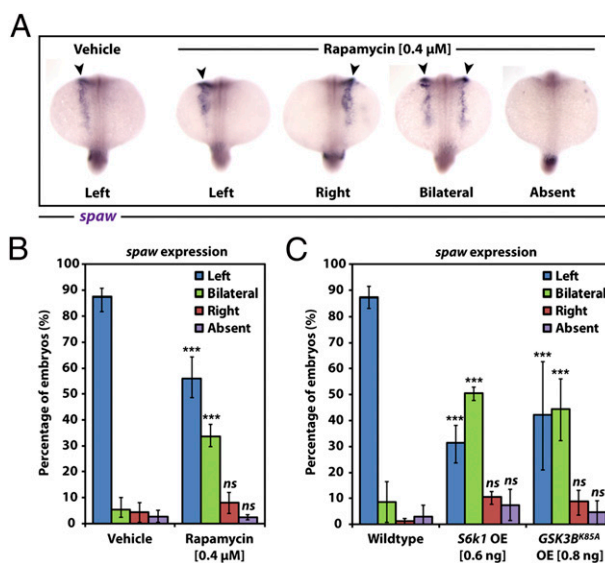 A
Vehicle
Rapamycin [0.4 µM]
Left
Left
Right
Bilateral
Absent
spaw
B
spaw expression
Percentage of embryos (%)
100
90
80
70
60
50
40
30
20
10
0
Left
Bilateral
Right
Absent
***
***
ns
ns
Vehicle
Rapamycin
[0.4 µM]
C
spaw expression
Percentage of embryos (%)
100
90
80
70
60
50
40
30
20
10
0
Left
Bilateral
Right
Absent
***
***
ns
ns
***
***
ns
ns
Wildtype
S6k1 OE
[0.6 ng]
GSK3B^K85A
OE [0.8 ng]